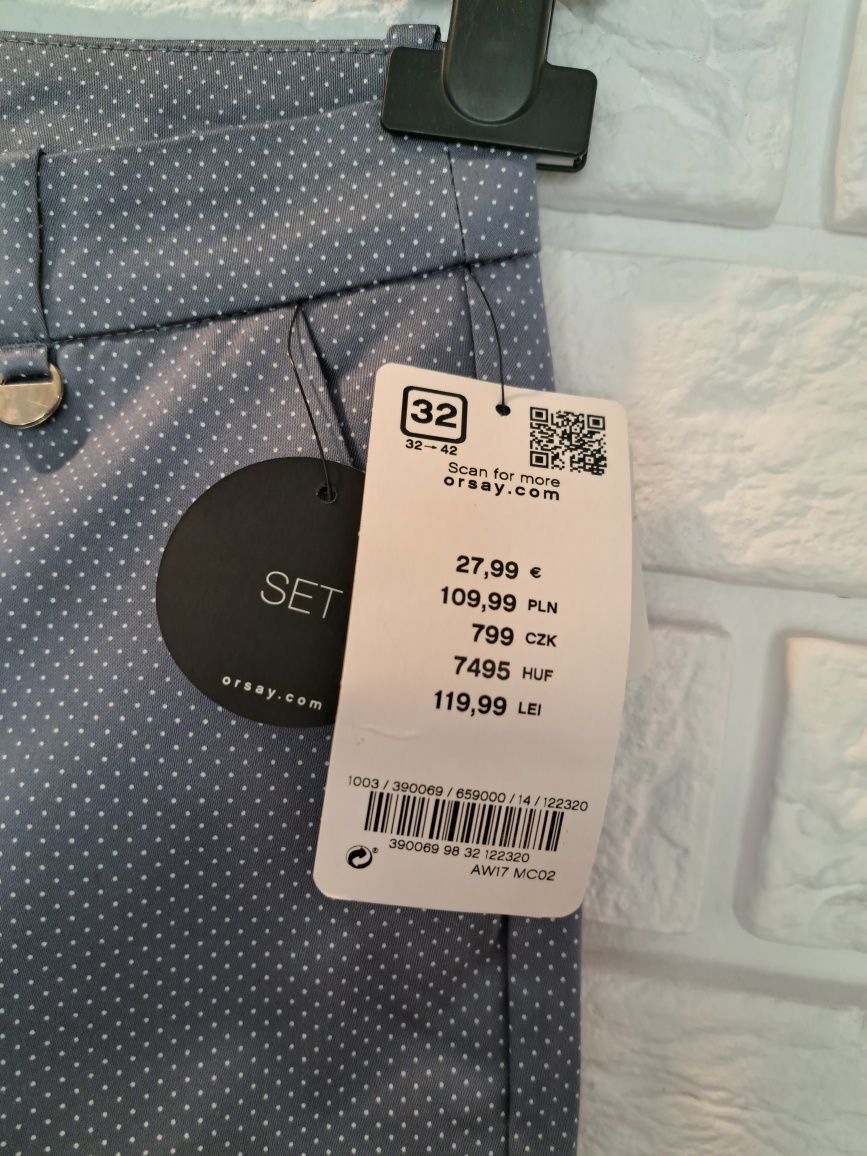 32
32→42
Scan for more
orsay.com
27,99 €
109,99 PLN
799 CZK
7495 HUF
119,99 LEI
1003 / 390069 / 659000 / 14 / 122320
390069 98 32 122320
AW17 MC02
SET
orsay.com